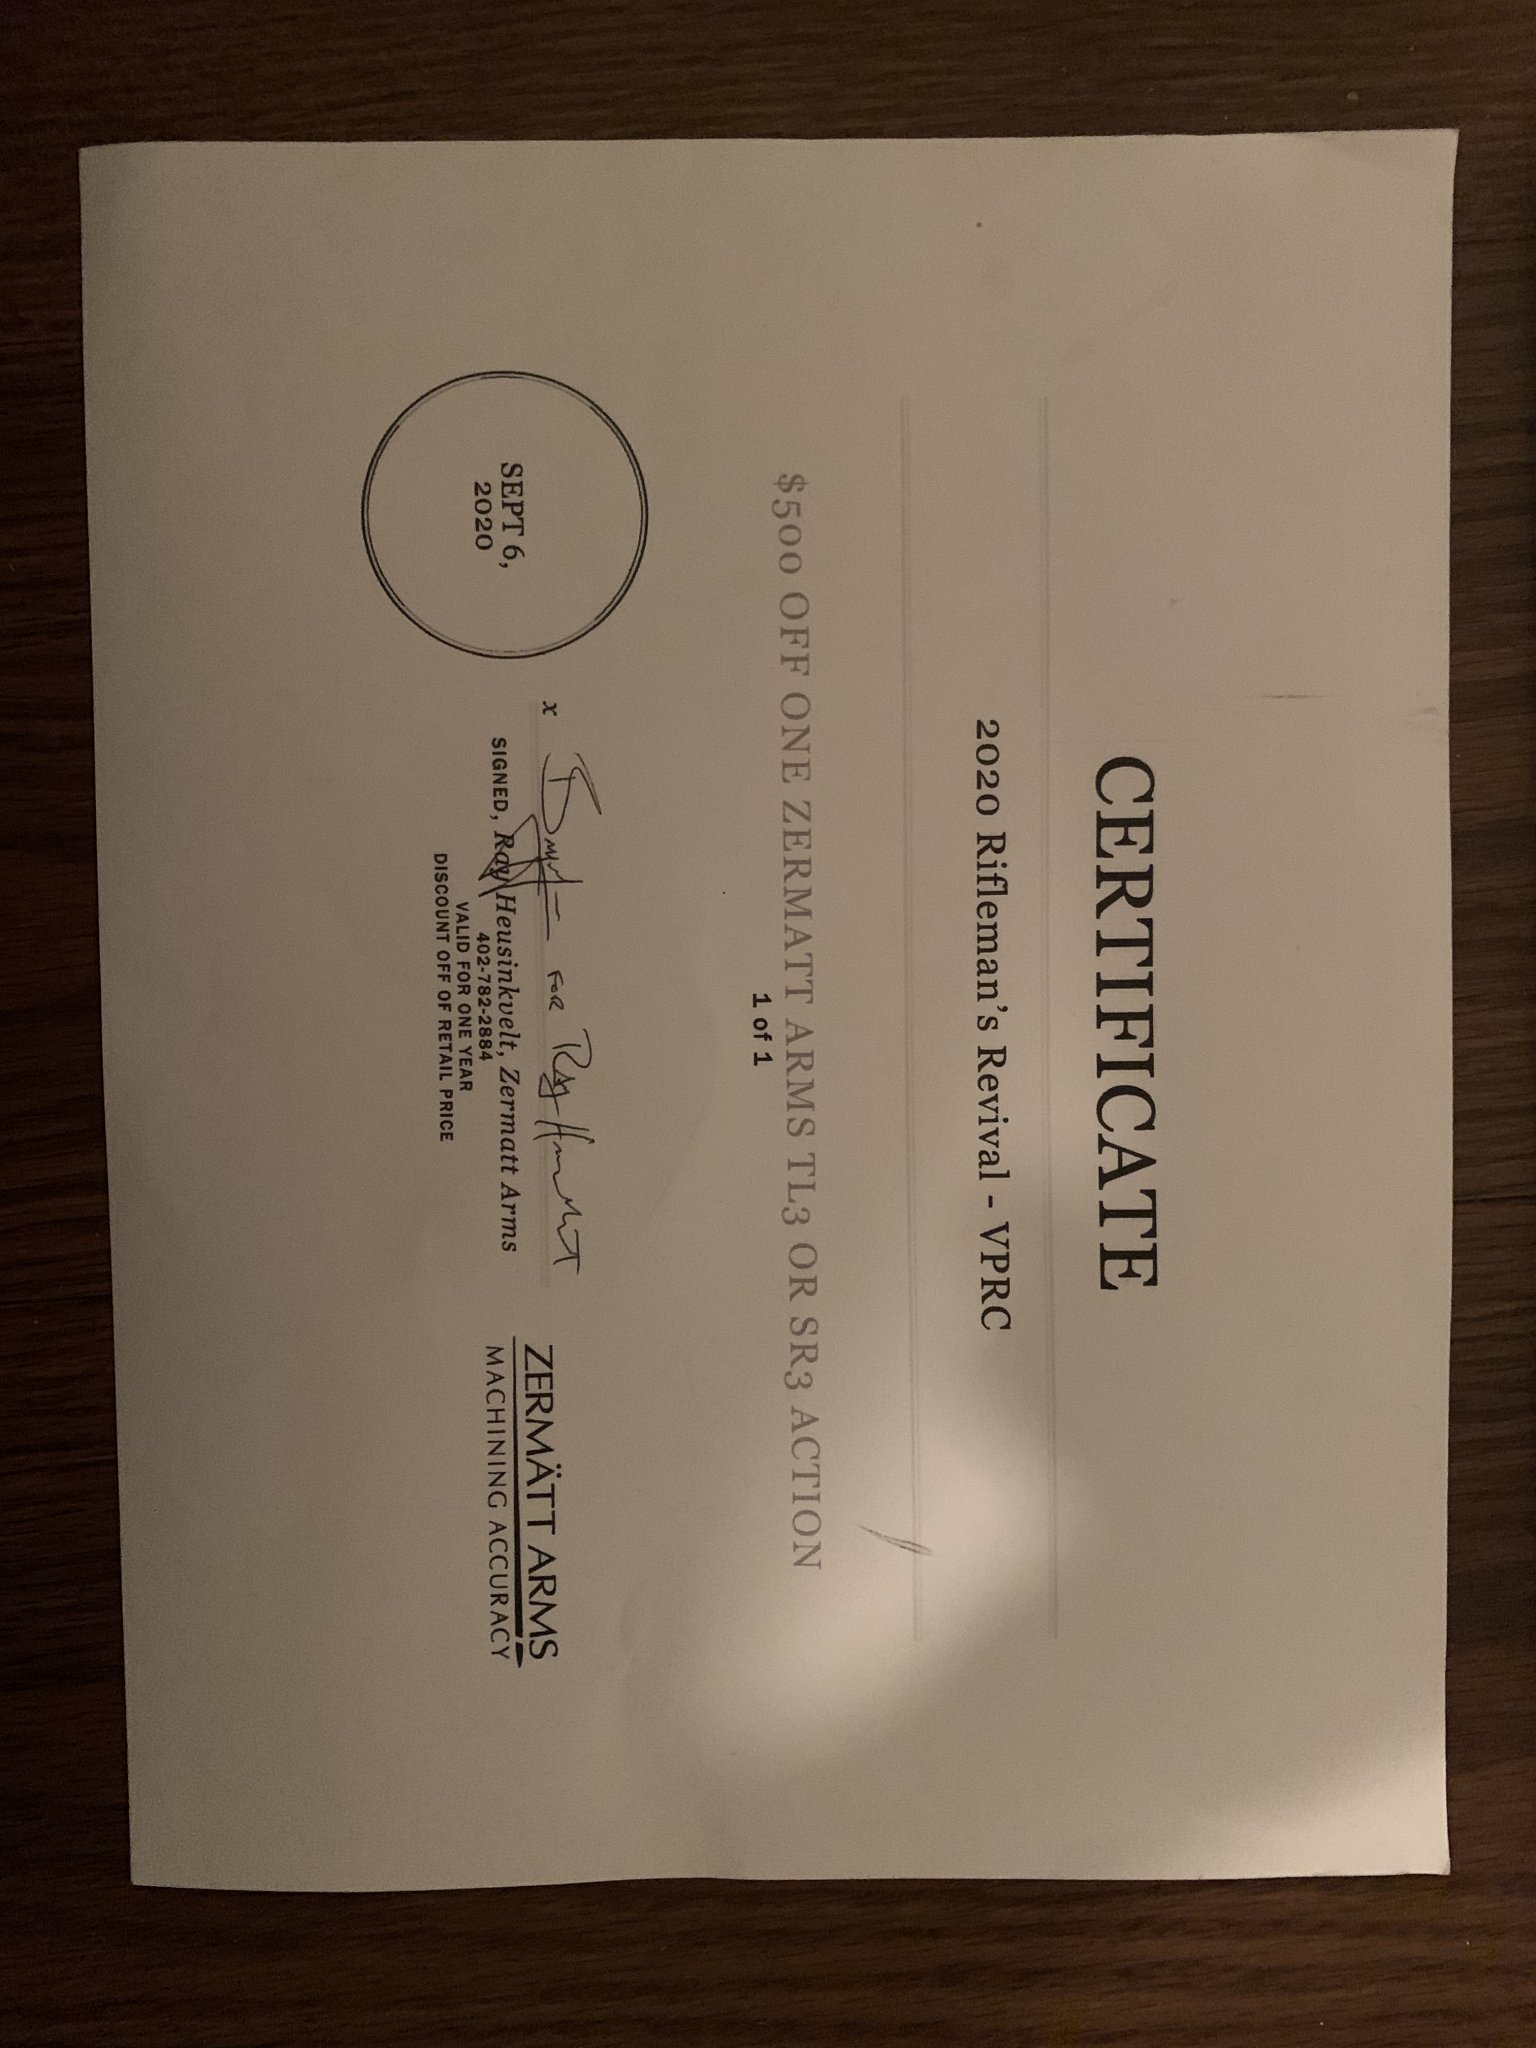 CERTIFICATE
2020 Rifleman's Revival - VPRC
$500 OFF ONE ZERMATT ARMS TL3 OR SR3 ACTION
1 of 1
SEPT 6,
2020
x FOR Ray
SIGNED, Ray Heusinkvelt, Zermatt Arms
402-782-2884
VALID FOR ONE YEAR
DISCOUNT OFF OF RETAIL PRICE
ZERMÄTT ARMS
MACHINING ACCURACY